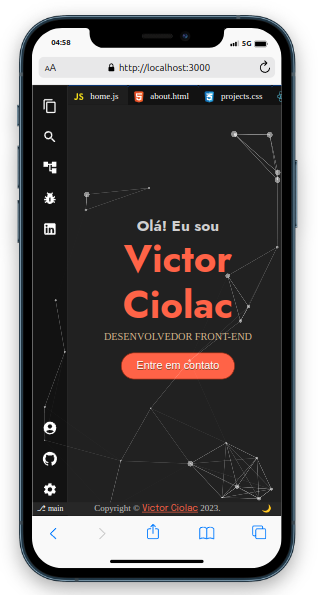 04:58
5G
AA
http://localhost:3000
JS home.js
about.html
projects.css
Olá! Eu sou
Victor
Ciolac
DESENVOLVEDOR FRONT-END
Entre em contato
main
Copyright © Victor Ciolac 2023.